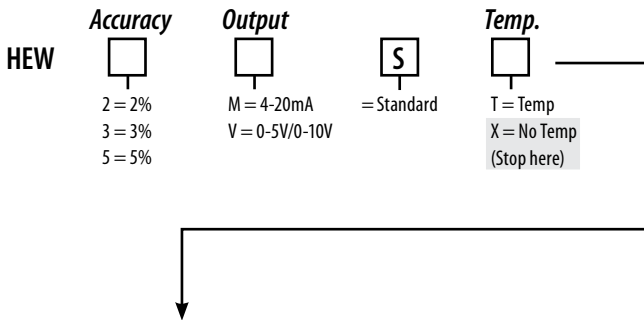 Accuracy Output Temp.
HEW S
2 = 2% M = 4-20mA = Standard T = Temp
3 = 3% V = 0-5V/0-10V X = No Temp
5 = 5% (Stop here)